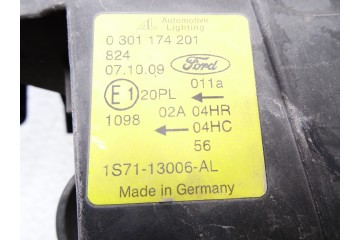 AL Automotive Lighting
0 301 174 201
824
07.10.09 Ford
E1 20PL 011a
02A 04HR
1098 04HC
56
1S71-13006-AL
Made in Germany